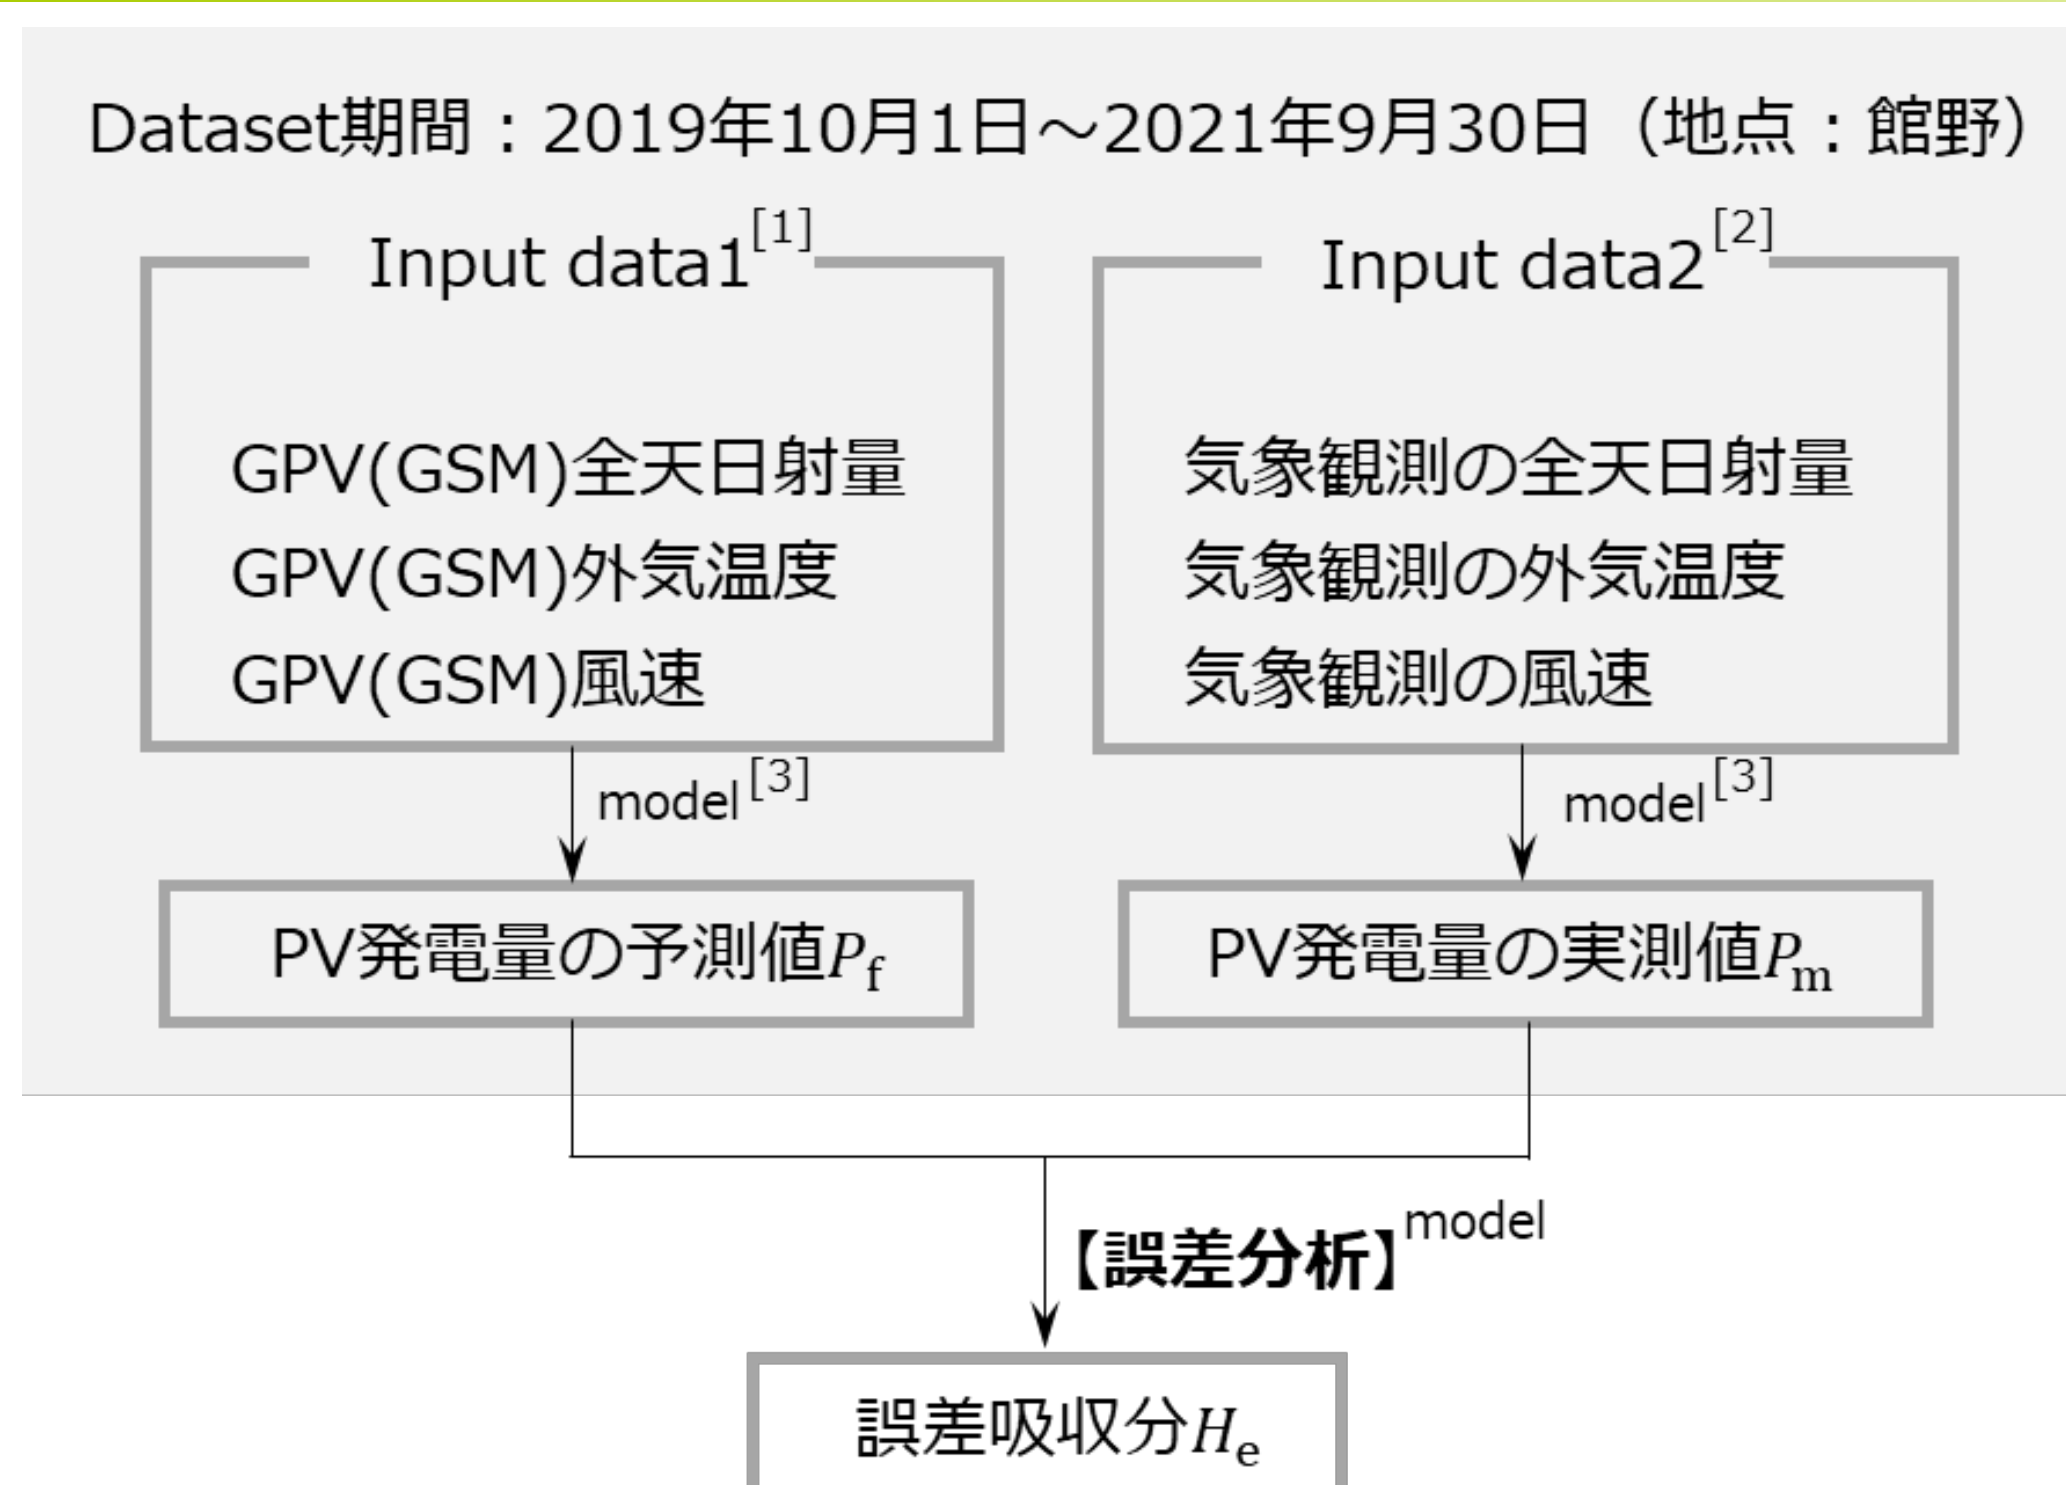 Dataset期間：2019年10月1日～2021年9月30日（地点：館野）
Input data1[1]
GPV(GSM)全天日射量
GPV(GSM)外気温度
GPV(GSM)風速
Input data2[2]
気象観測の全天日射量
気象観測の外気温度
気象観測の風速
model[3]
model[3]
PV発電量の予測値Pf
PV発電量の実測値Pm
【誤差分析】model
誤差吸収分He